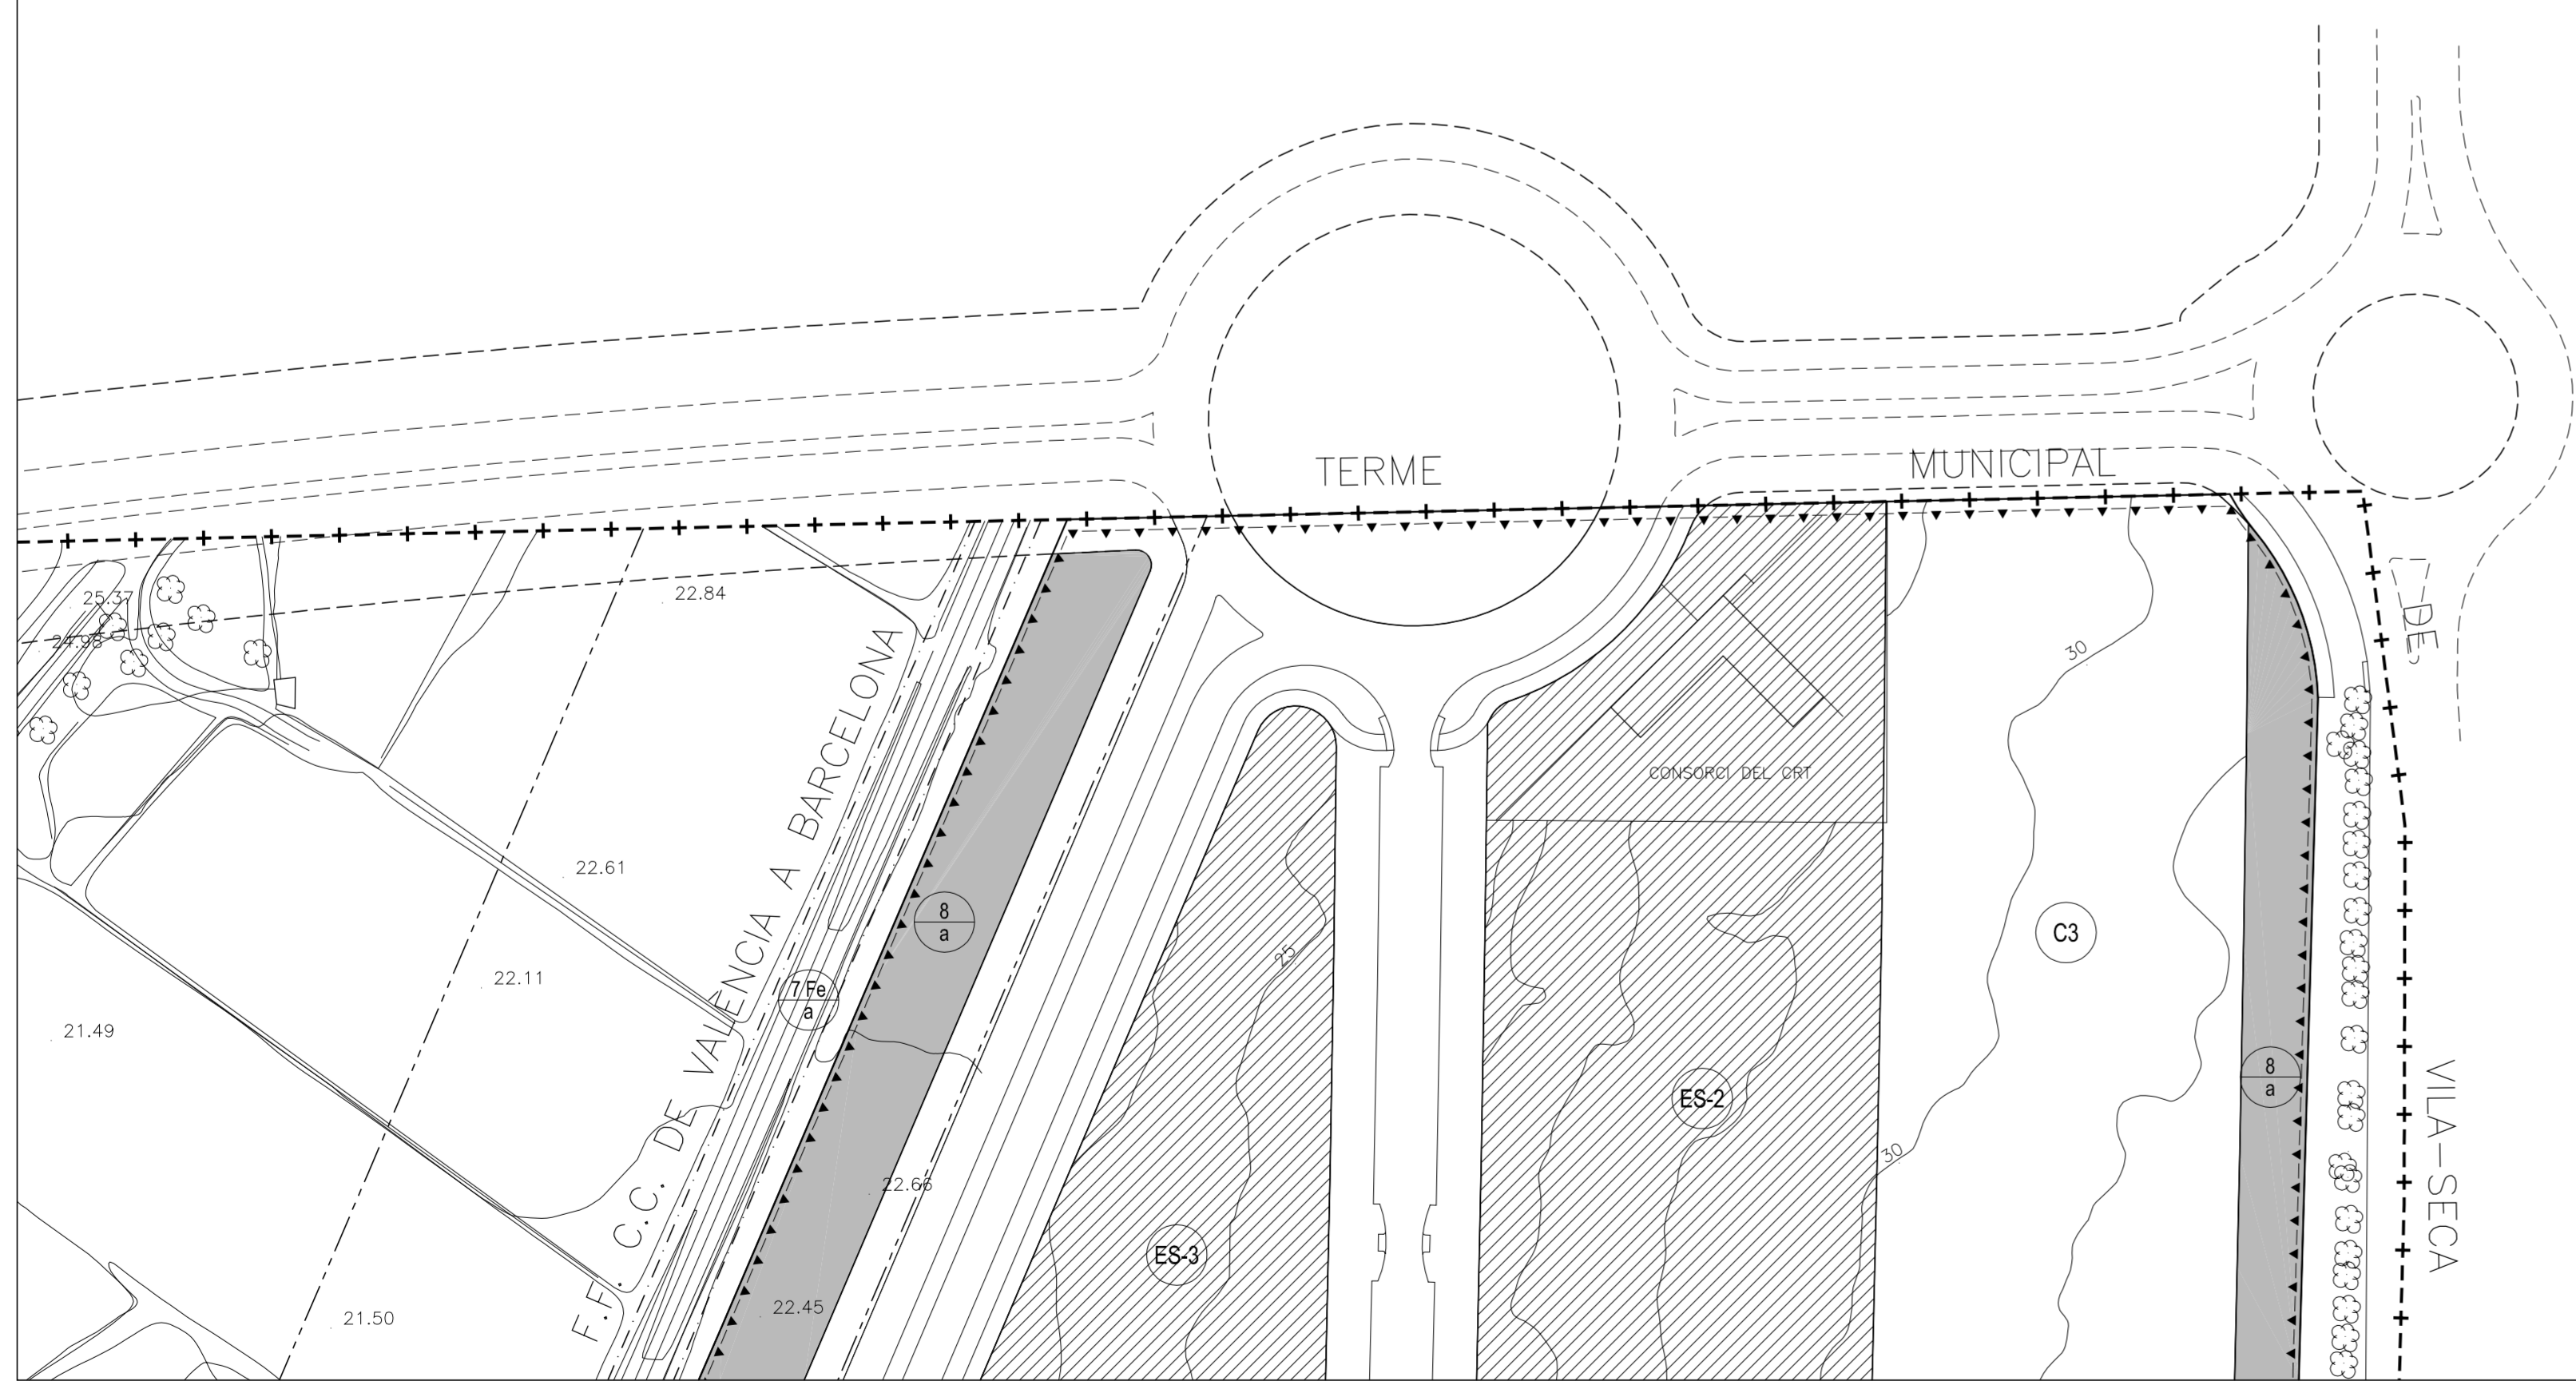 TERME
MUNICIPAL
DE
VILA-SECA
25.37
24.98
22.84
22.61
22.11
21.49
21.50
F.F. C.C. DE VALENCIA A BARCELONA
7 Fe
a
8
a
22.66
22.45
25
ES-3
CONSORCI DEL CRT
ES-2
30
30
C3
8
a